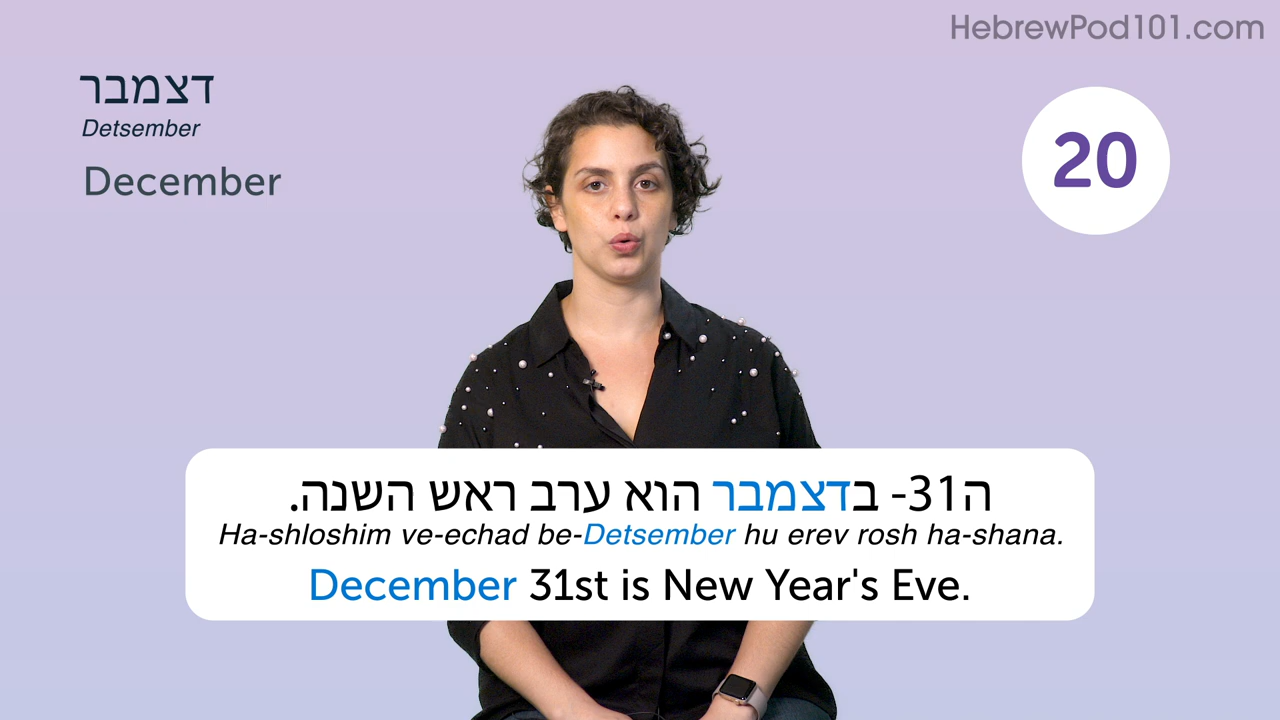 HebrewPod101.com
דצמבר
Detsember
December
20
ה31- בדצמבר הוא ערב ראש השנה.
Ha-shloshim ve-echad be-Detsember hu erev rosh ha-shana.
December 31st is New Year's Eve.